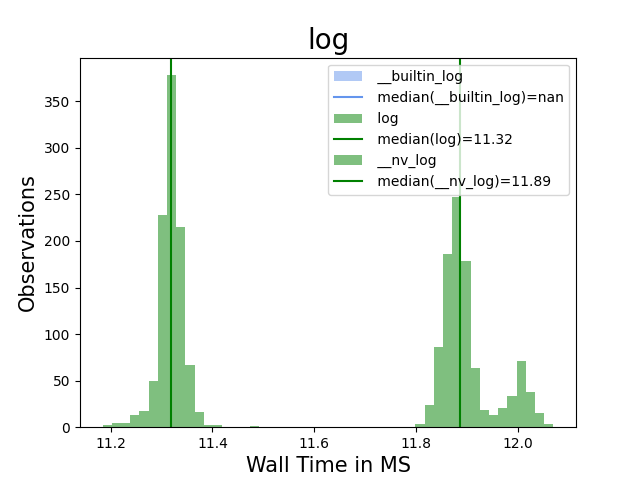 log
__builtin_log
median(__builtin_log)=nan
log
median(log)=11.32
__nv_log
median(__nv_log)=11.89
Observations
350
300
250
200
150
100
50
0
11.2 11.4 11.6 11.8 12.0
Wall Time in MS